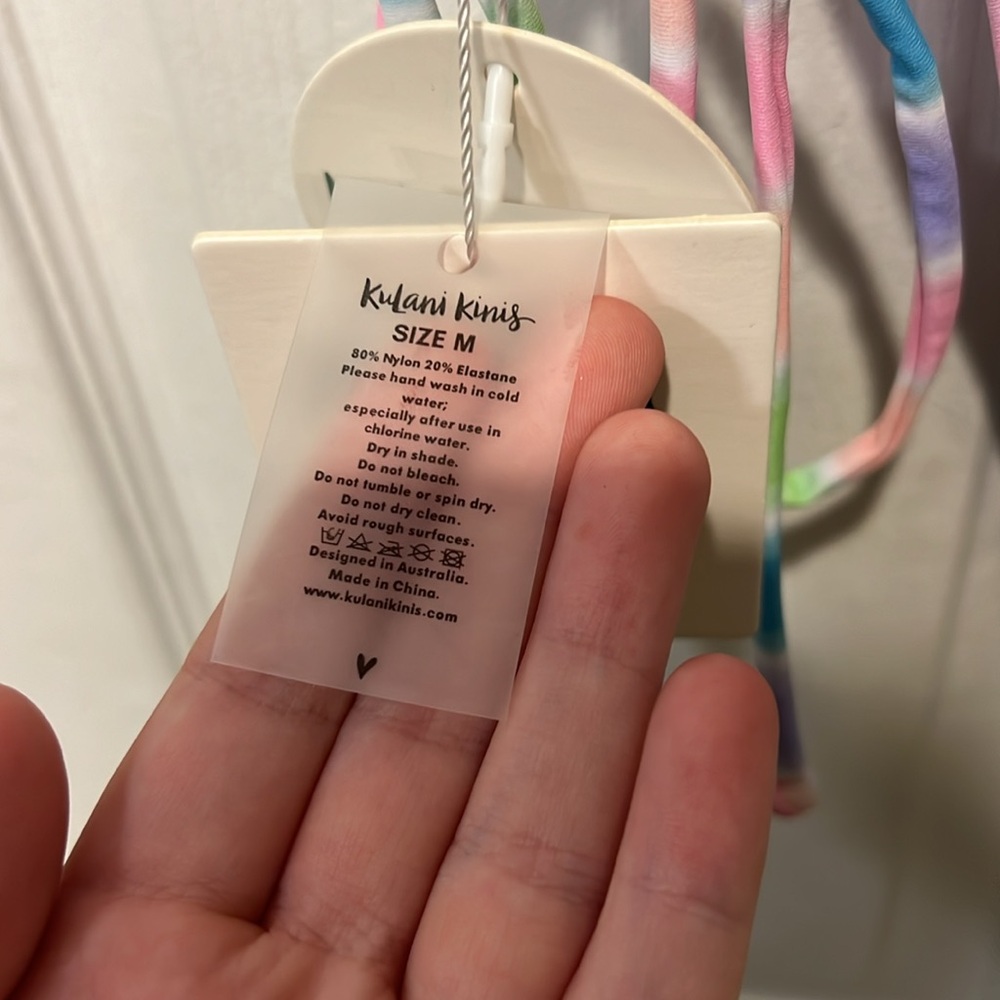 Kulani Kinis
SIZE M
80% Nylon 20% Elastane
Please hand wash in cold
water;
especially after use in
chlorine water.
Dry in shade.
Do not bleach.
Do not tumble or spin dry.
Do not dry clean.
Avoid rough surfaces.
Designed in Australia.
Made in China.
www.kulanikinis.com